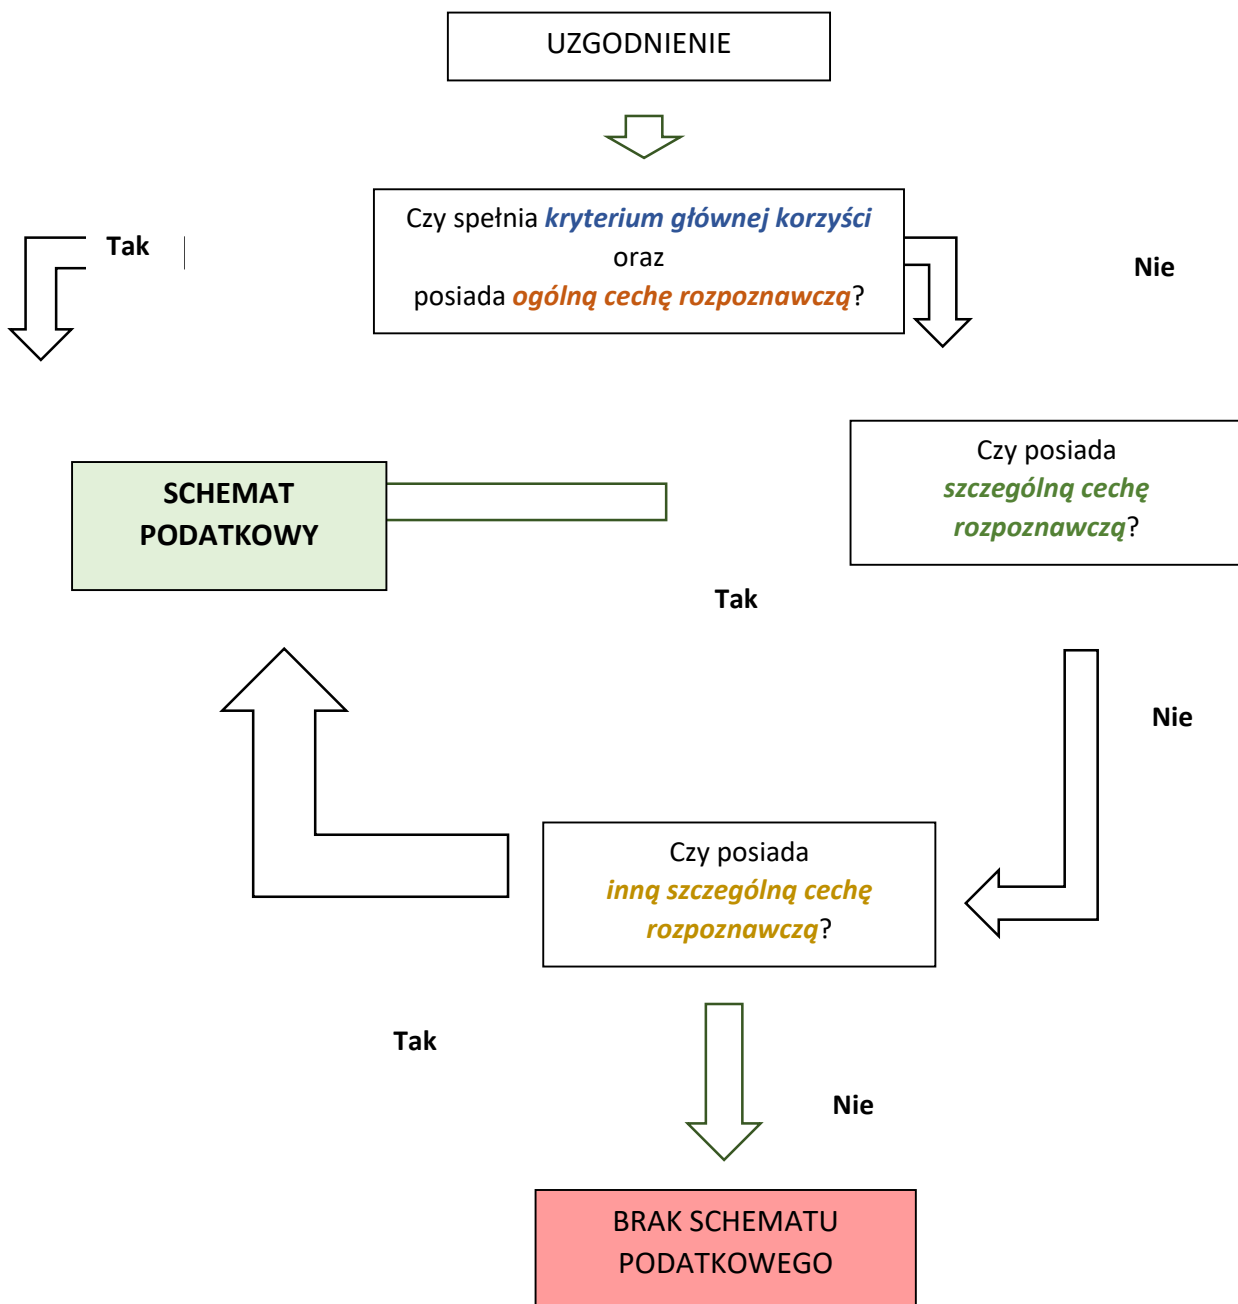 UZGODNIENIE
Czy spełnia kryterium głównej korzyści
oraz
posiada ogólną cechę rozpoznawczą?
Tak
Nie
SCHEMAT
PODATKOWY
Czy posiada
szczególną cechę
rozpoznawczą?
Tak
Nie
Czy posiada
inną szczególną cechę
rozpoznawczą?
Tak
Nie
BRAK SCHEMATU
PODATKOWEGO